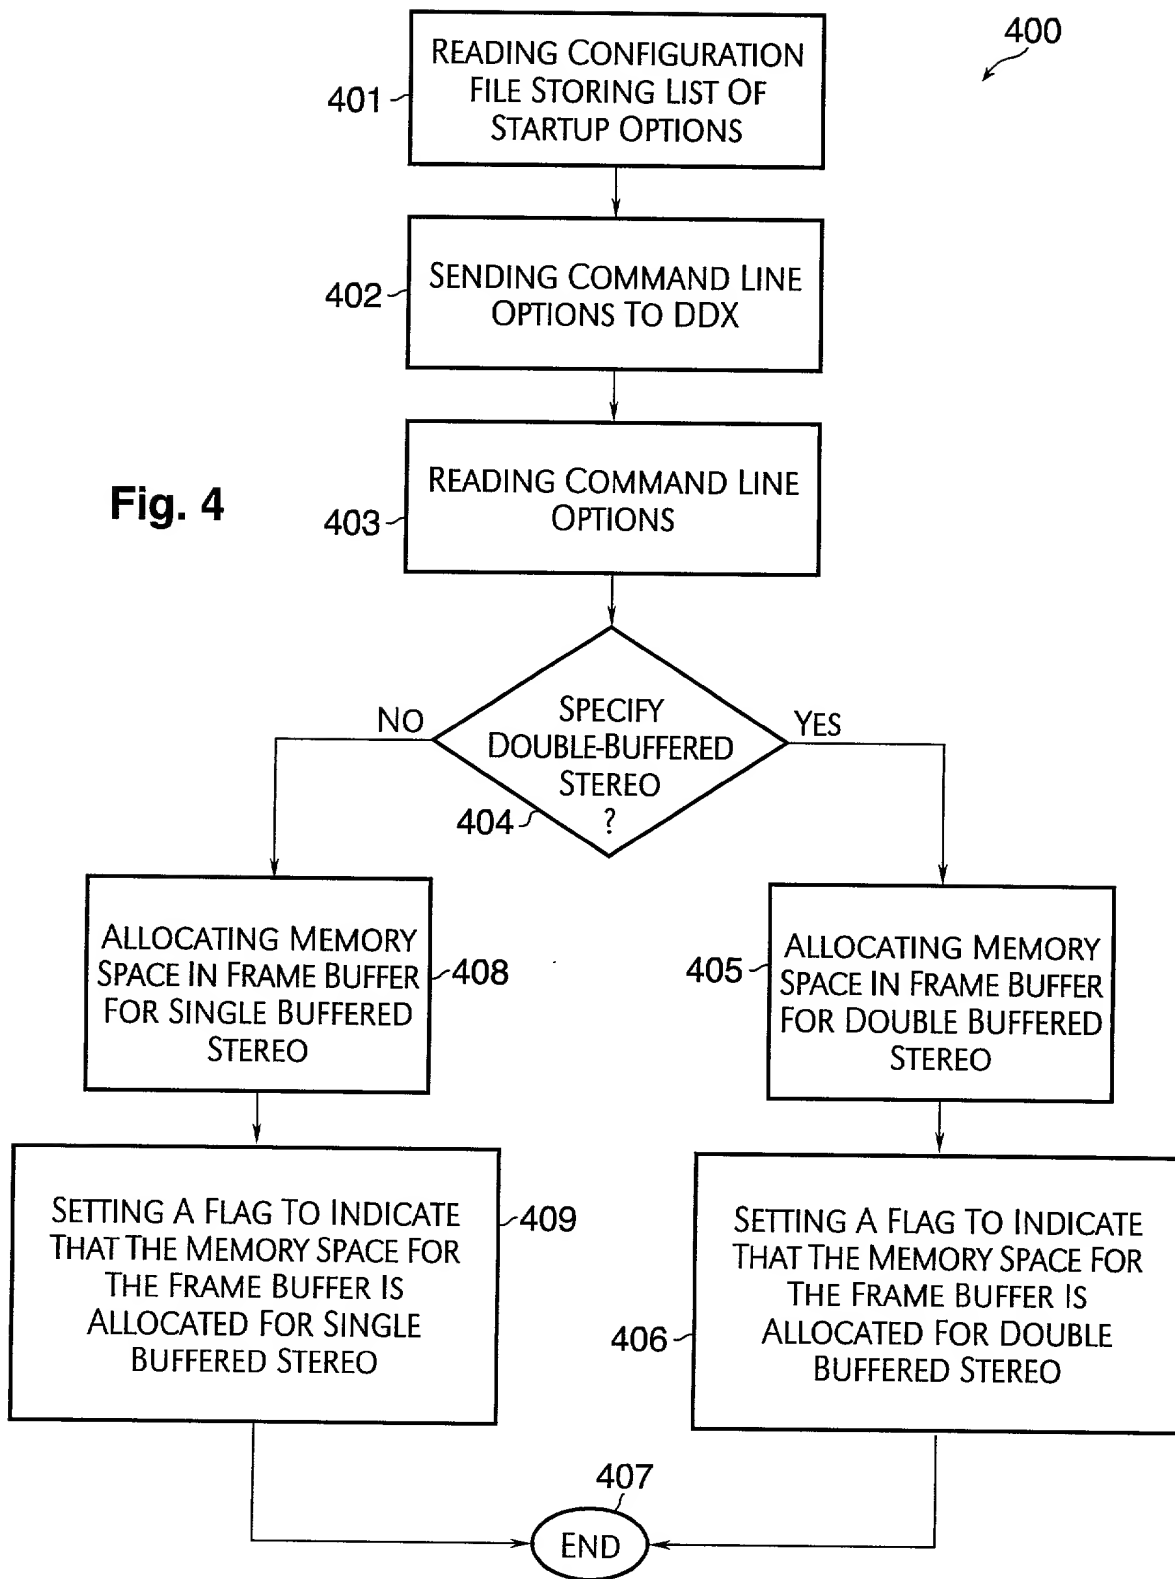 400
READING CONFIGURATION
FILE STORING LIST OF
STARTUP OPTIONS
401
SENDING COMMAND LINE
OPTIONS TO DDX
402
READING COMMAND LINE
OPTIONS
403
Fig. 4
NO
SPECIFY
DOUBLE-BUFFERED
STEREO
?
YES
404
ALLOCATING MEMORY
SPACE IN FRAME BUFFER
FOR SINGLE BUFFERED
STEREO
408
405
ALLOCATING MEMORY
SPACE IN FRAME BUFFER
FOR DOUBLE BUFFERED
STEREO
SETTING A FLAG TO INDICATE
THAT THE MEMORY SPACE FOR
THE FRAME BUFFER IS
ALLOCATED FOR SINGLE
BUFFERED STEREO
409
SETTING A FLAG TO INDICATE
THAT THE MEMORY SPACE FOR
THE FRAME BUFFER IS
ALLOCATED FOR DOUBLE
BUFFERED STEREO
406
407
END